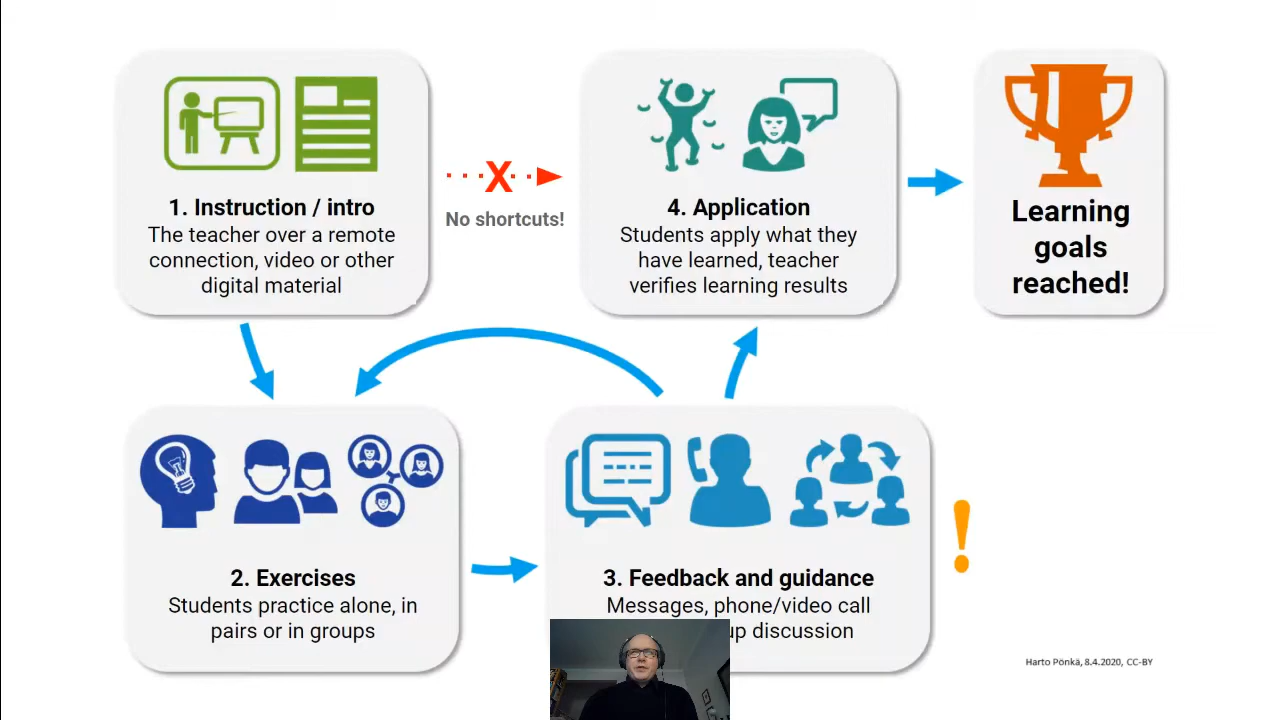 1. Instruction / intro
The teacher over a remote
connection, video or other
digital material
X
No shortcuts!
4. Application
Students apply what they
have learned, teacher
verifies learning results
Learning
goals
reached!
2. Exercises
Students practice alone, in
pairs or in groups
3. Feedback and guidance
Messages, phone/video call
discussion
!
Harto Pönkä, 8.4.2020, CC-BY